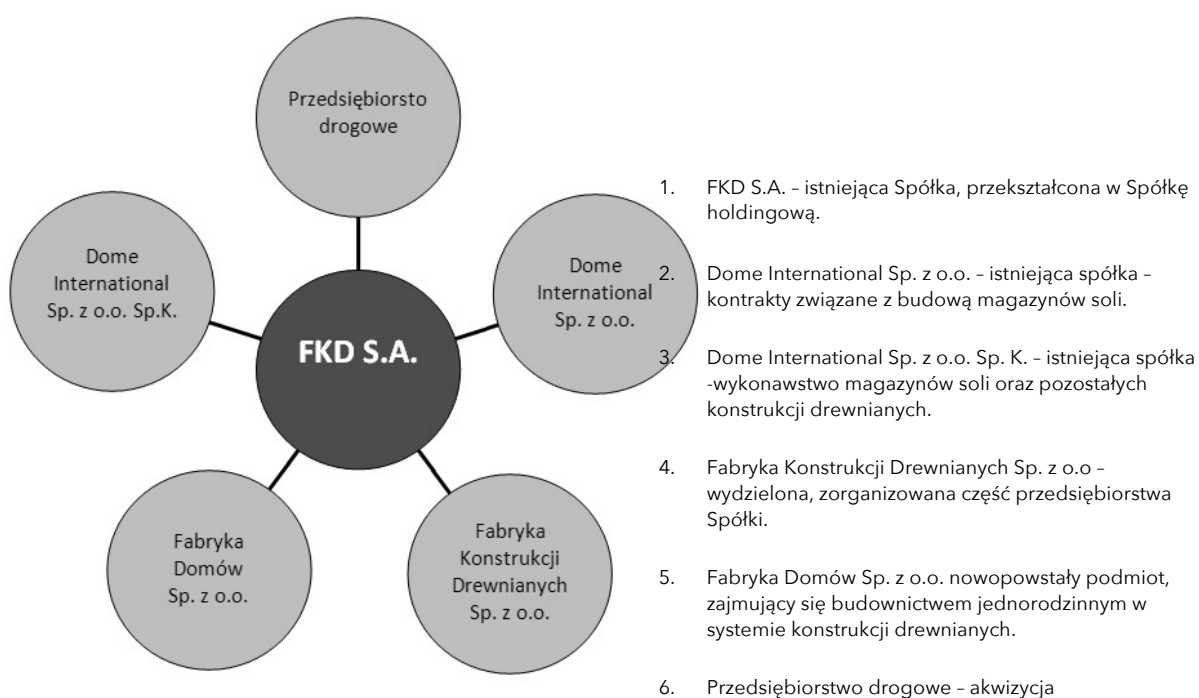 Przedsiębiorsto
drogowe
Dome
International
Sp. z o.o. Sp.K.
Dome
International
Sp. z o.o.
FKD S.A.
Fabryka
Domów
Sp. z o.o.
Fabryka
Konstrukcji
Drewnianych
Sp. z o.o.
1. FKD S.A. – istniejąca Spółka, przekształcona w Spółkę
holdingową.
2. Dome International Sp. z o.o. – istniejąca spółka –
kontrakty związane z budową magazynów soli.
3. Dome International Sp. z o.o. Sp. K. – istniejąca spółka
-wykonawstwo magazynów soli oraz pozostałych
konstrukcji drewnianych.
4. Fabryka Konstrukcji Drewnianych Sp. z o.o –
wydzielona, zorganizowana część przedsiębiorstwa
Spółki.
5. Fabryka Domów Sp. z o.o. nowopowstały podmiot,
zajmujący się budownictwem jednorodzinnym w
systemie konstrukcji drewnianych.
6. Przedsiębiorstwo drogowe – akwizycja